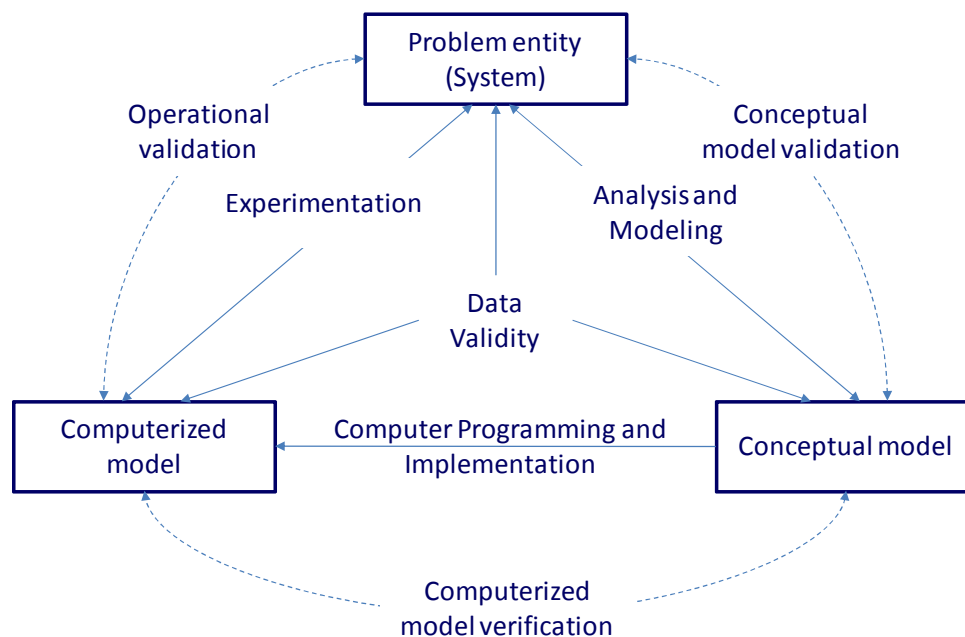 Problem entity
(System)
Operational
validation
Conceptual
model validation
Experimentation
Analysis and
Modeling
Data
Validity
Computerized
model
Computer Programming and
Implementation
Conceptual model
Computerized
model verification